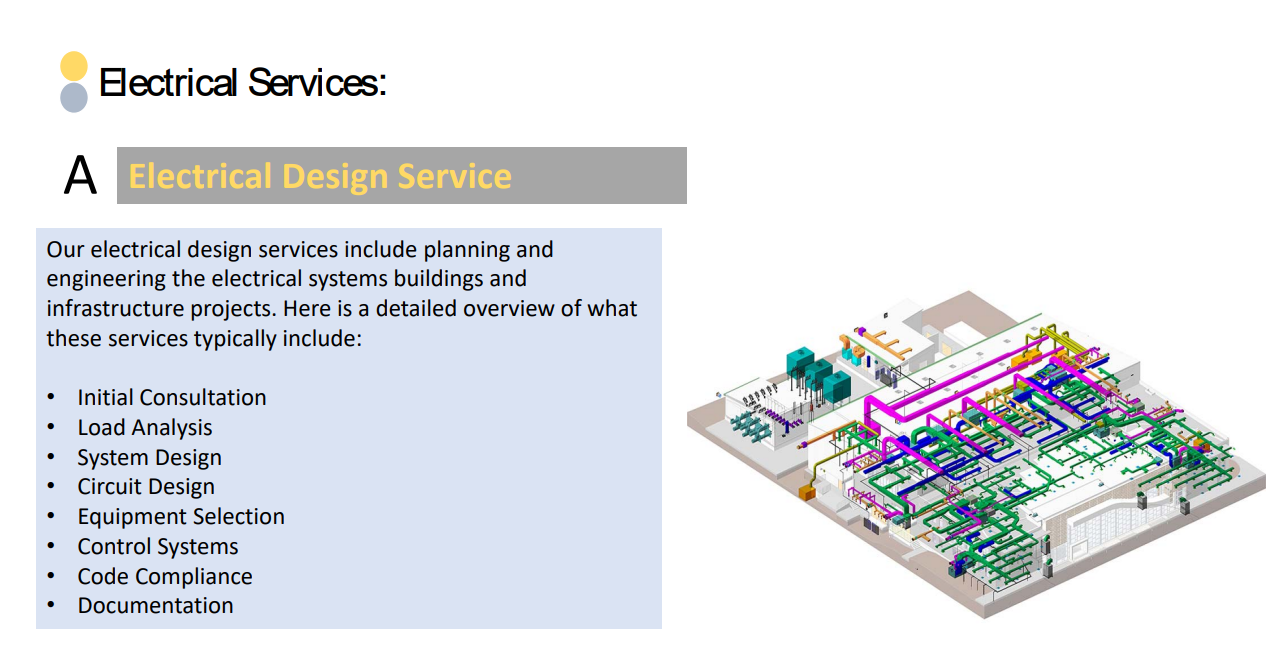 Electrical Services:
A
Electrical Design Service
Our electrical design services include planning and
engineering the electrical systems buildings and
infrastructure projects. Here is a detailed overview of what
these services typically include:
• Initial Consultation
• Load Analysis
• System Design
• Circuit Design
• Equipment Selection
• Control Systems
• Code Compliance
• Documentation